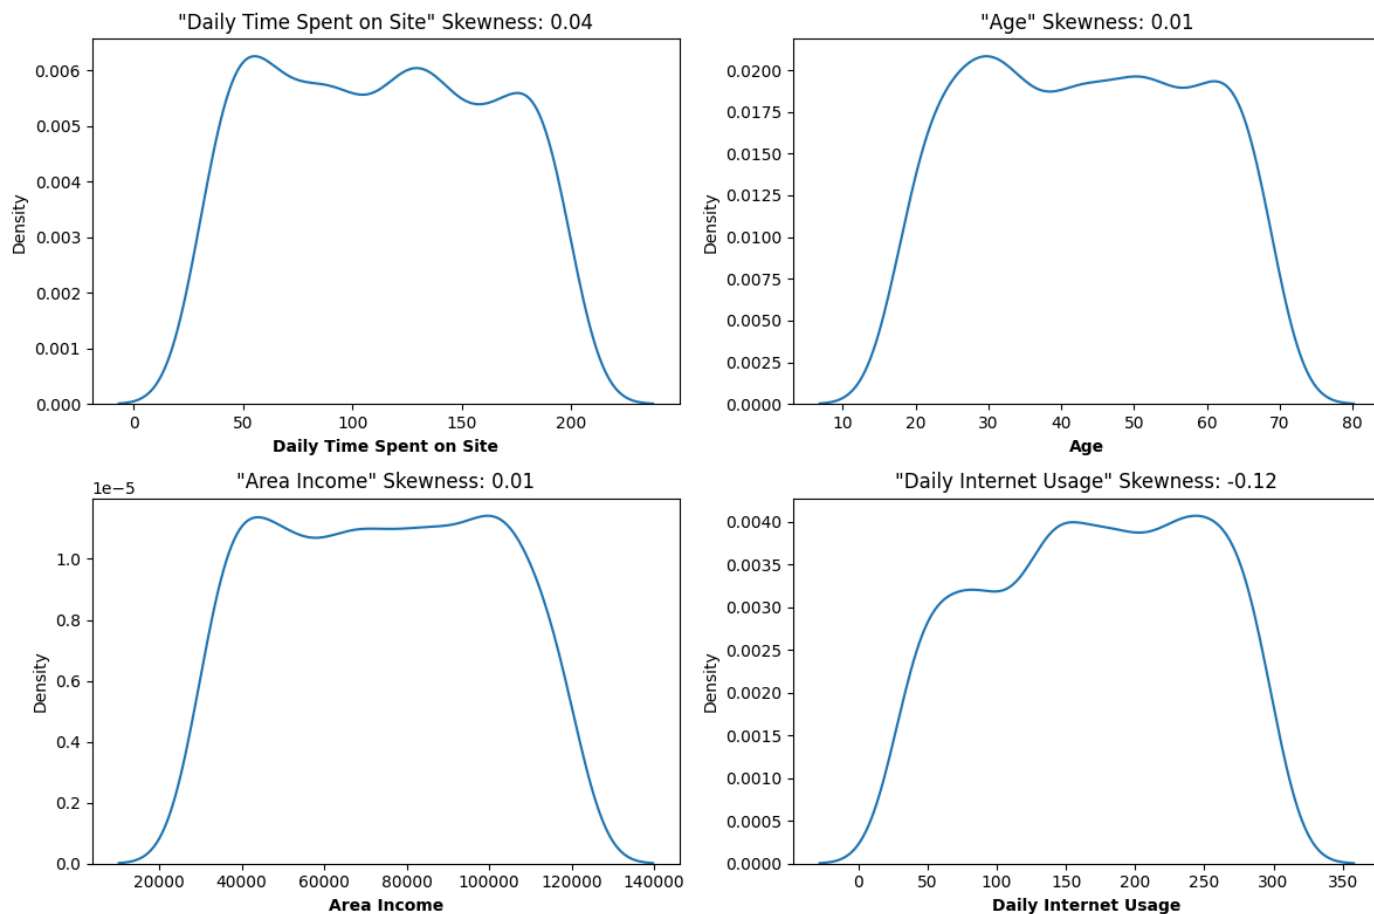 "Daily Time Spent on Site" Skewness: 0.04
0.006
0.005
0.004
0.003
0.002
0.001
0.000
Density
0 50 100 150 200
Daily Time Spent on Site
"Age" Skewness: 0.01
0.0200
0.0175
0.0150
0.0125
0.0100
0.0075
0.0050
0.0025
0.0000
Density
10 20 30 40 50 60 70 80
Age
"Area Income" Skewness: 0.01
1e−5
1.0
0.8
0.6
0.4
0.2
0.0
Density
20000 40000 60000 80000 100000 120000 140000
Area Income
"Daily Internet Usage" Skewness: -0.12
0.0040
0.0035
0.0030
0.0025
0.0020
0.0015
0.0010
0.0005
0.0000
Density
0 50 100 150 200 250 300 350
Daily Internet Usage